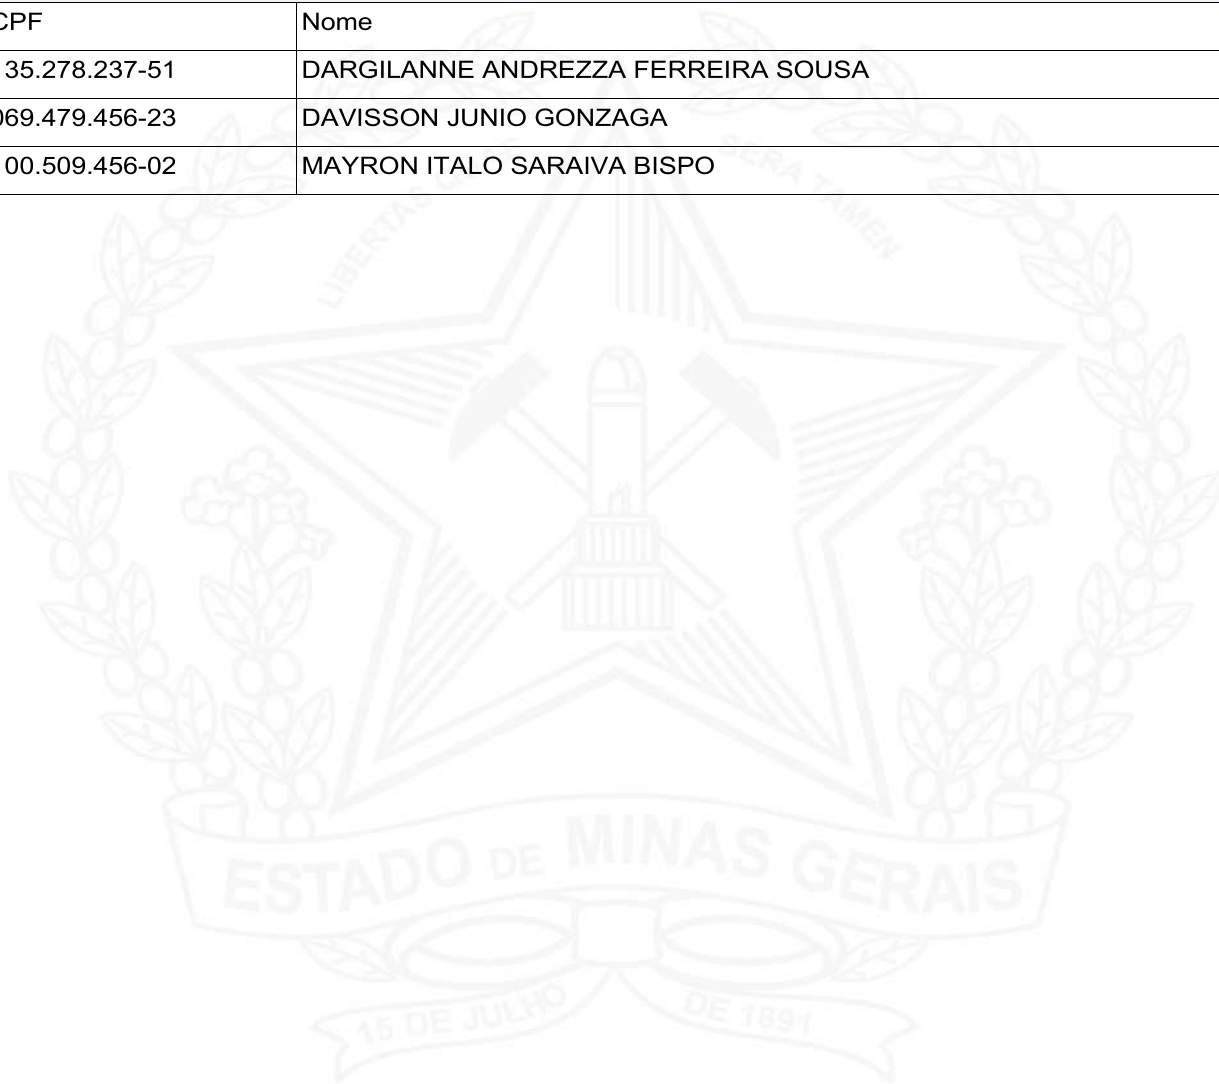 CPF Nome
35.278.237-51 DARGILANNE ANDREZZA FERREIRA SOUSA
069.479.456-23 DAVISSON JUNIO GONZAGA
00.509.456-02 MAYRON ITALO SARAIVA BISPO
LIBERTAS QUÆ SERA TAMEN
ESTADO DE MINAS GERAIS
15 DE JULHO DE 1891